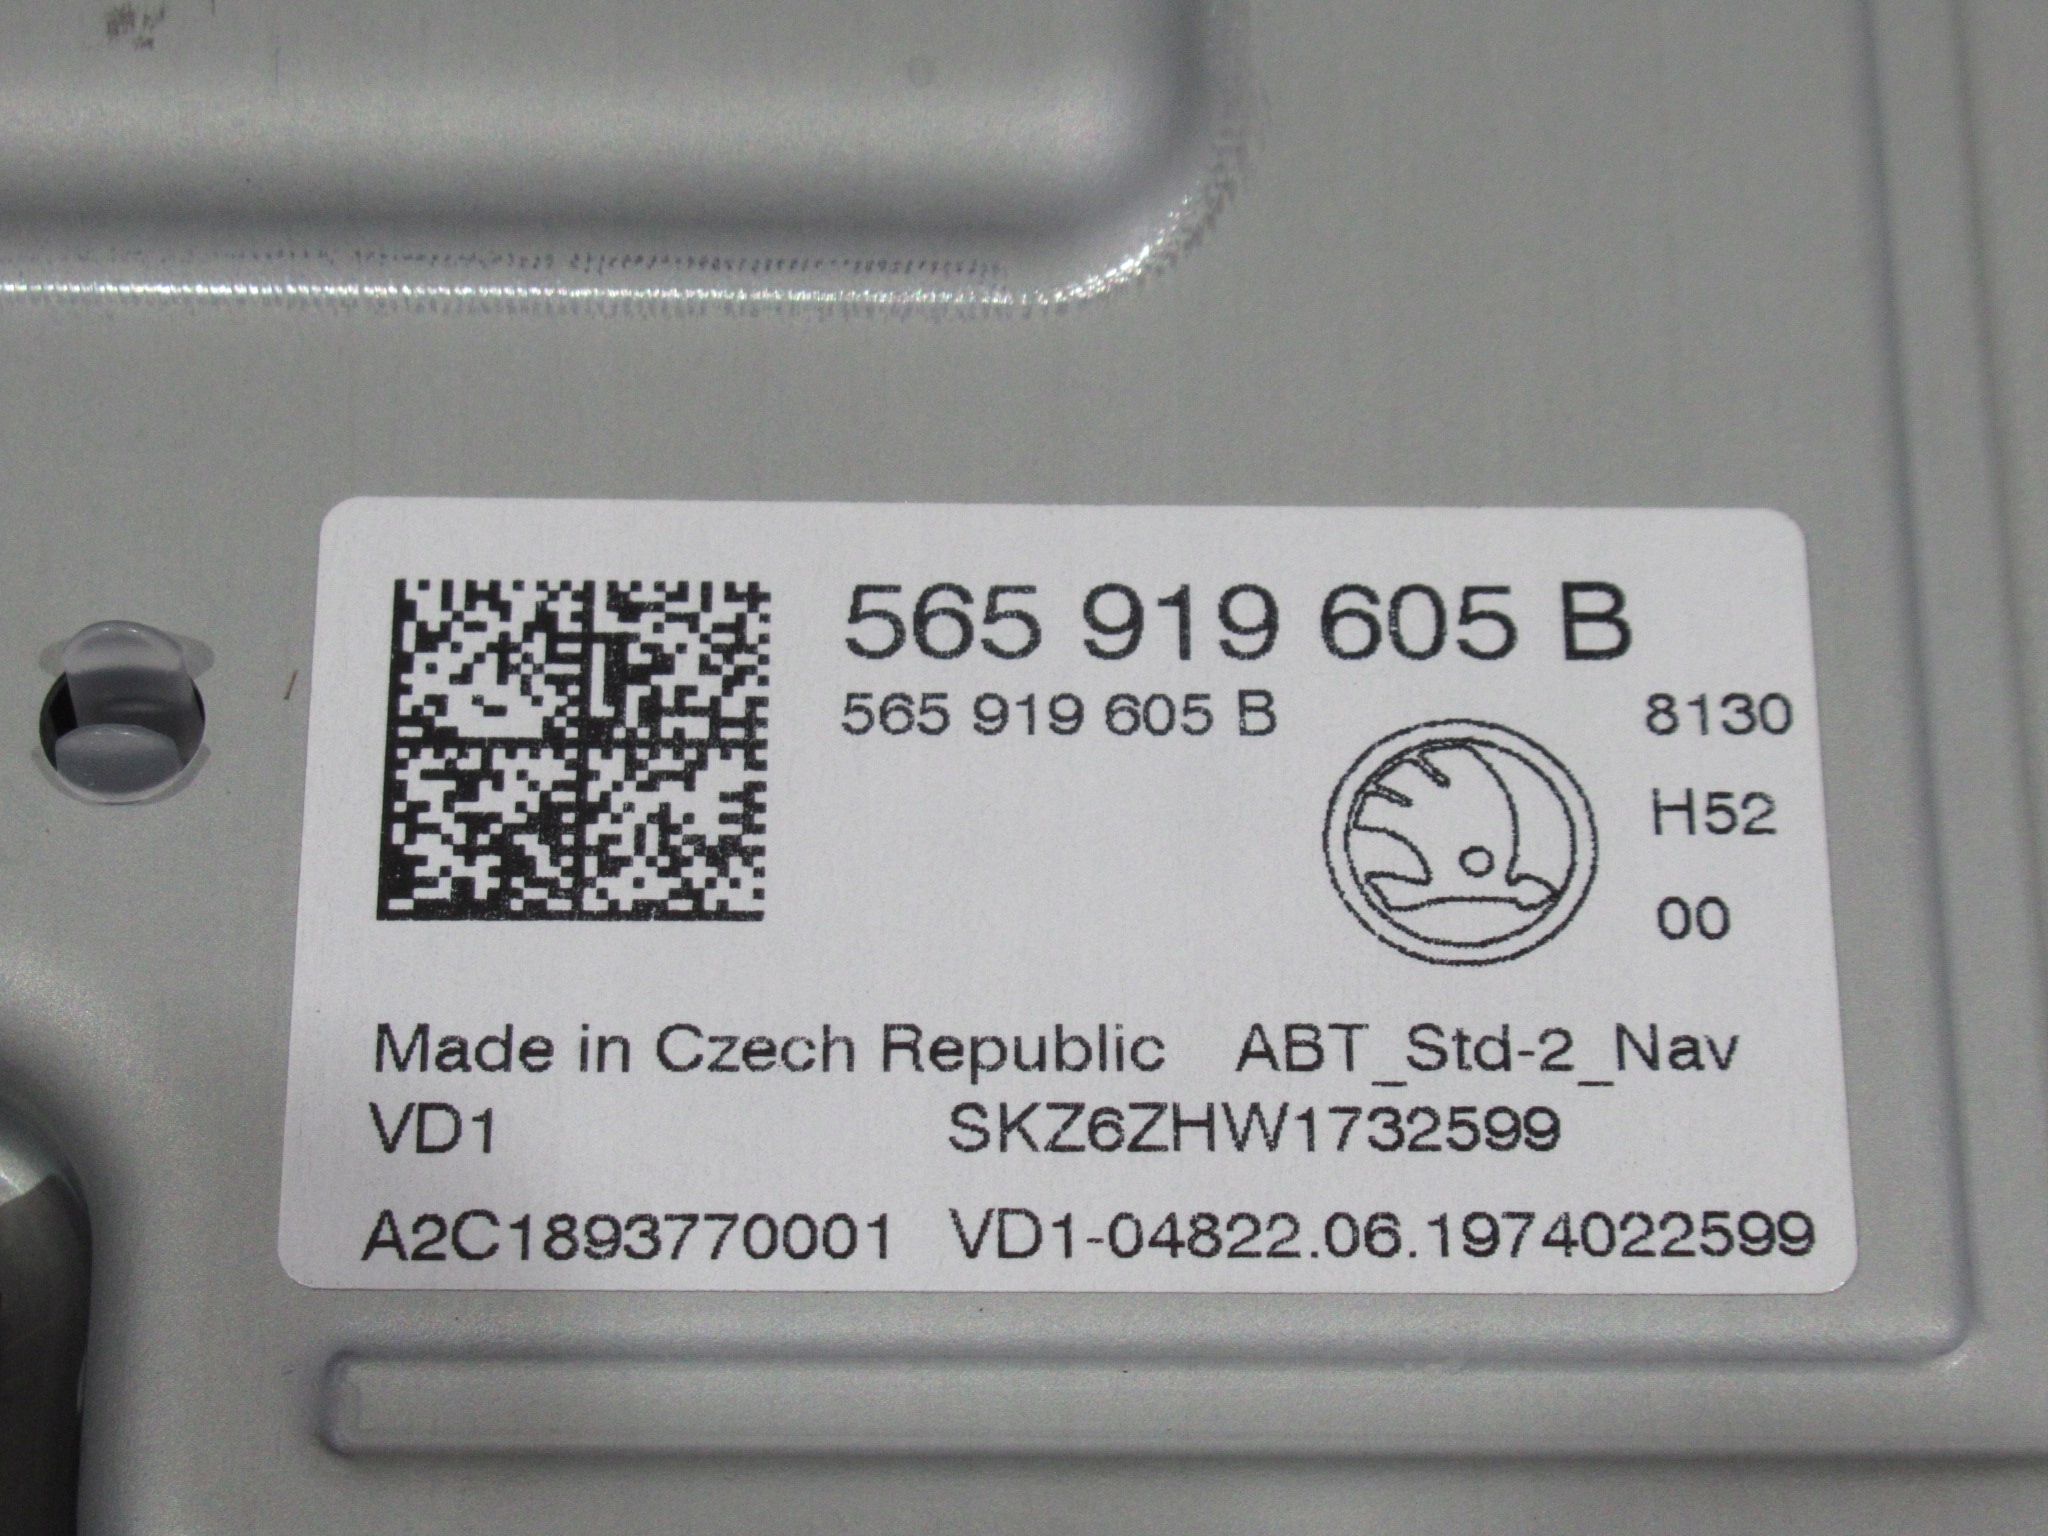 565 919 605 B
565 919 605 B
8130
H52
00
Made in Czech Republic ABT_Std-2_Nav
VD1 SKZ6ZHW1732599
A2C1893770001 VD1-04822.06.1974022599